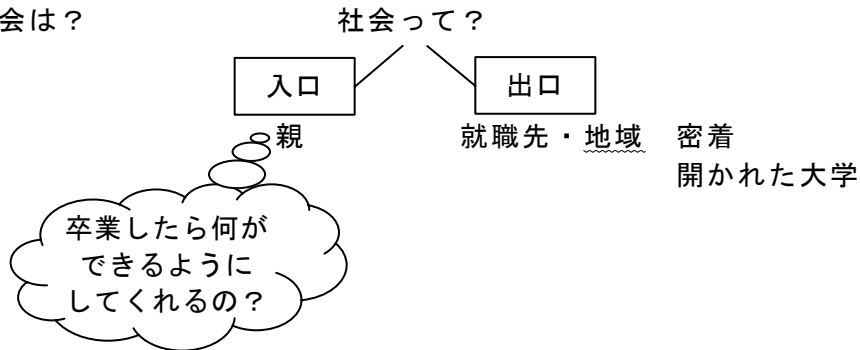 会は？
社会って？
入口
出口
親
就職先・地域 密着
開かれた大学
卒業したら何が
できるように
してくれるの？